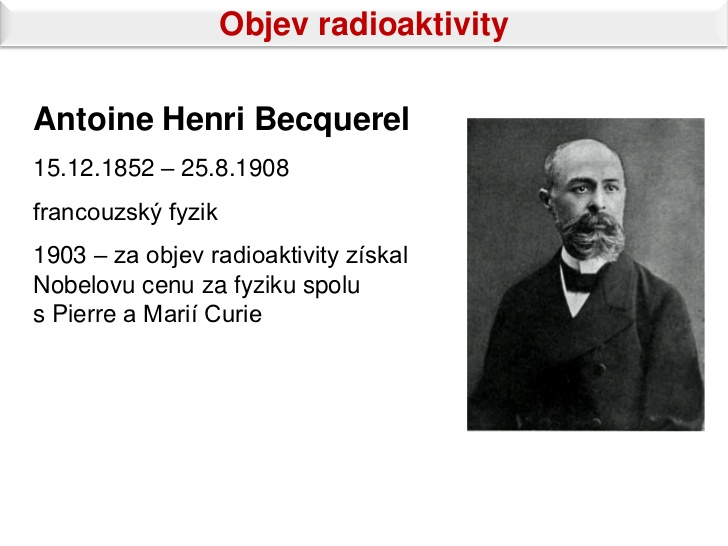 Objev radioaktivity
Antoine Henri Becquerel
15.12.1852 – 25.8.1908
francouzský fyzik
1903 – za objev radioaktivity získal
Nobelovu cenu za fyziku spolu
s Pierre a Marií Curie